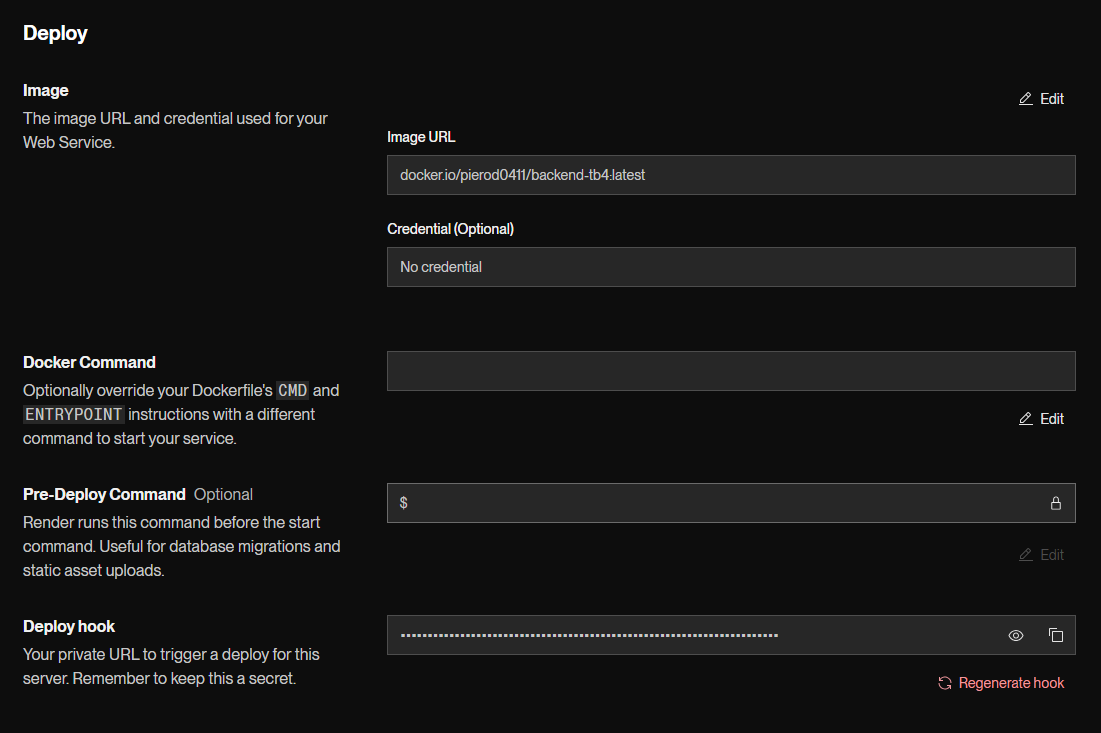 Deploy
Image
The image URL and credential used for your
Web Service.
Edit
Image URL
docker.io/pierod0411/backend-tb4:latest
Credential (Optional)
No credential
Docker Command
Optionally override your Dockerfile's CMD and
ENTRYPOINT instructions with a different
command to start your service.
Edit
Pre-Deploy Command Optional
Render runs this command before the start
command. Useful for database migrations and
static asset uploads.
$
Edit
Deploy hook
Your private URL to trigger a deploy for this
server. Remember to keep this a secret.
Regenerate hook